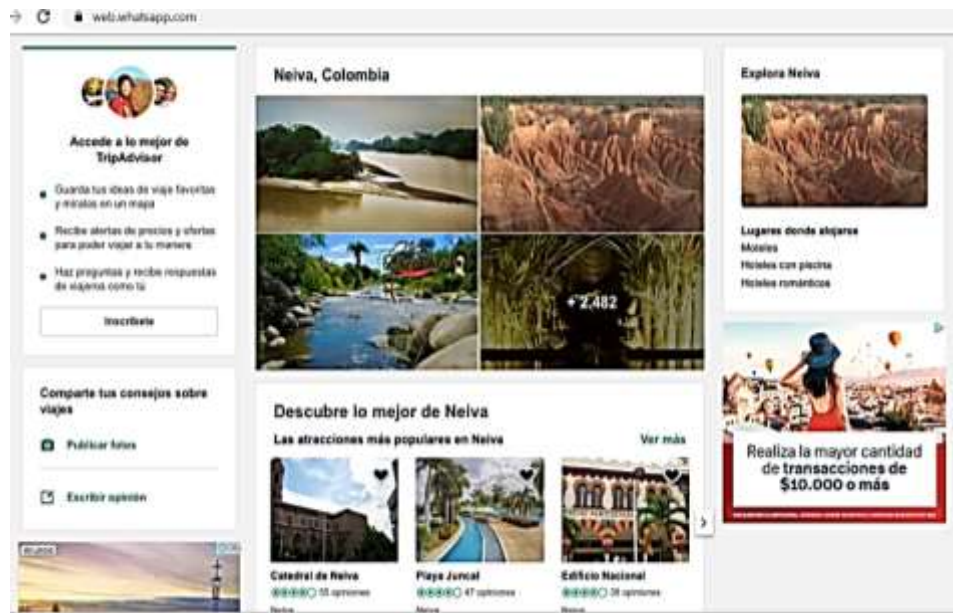 web.whatsapp.com
Accede a lo mejor de
TripAdvisor
Guarda tus ideas de viaje favoritas
y míralas en un mapa
Recibe alertas de precios y ofertas
para poder viajar a tu manera
Haz preguntas y recibe respuestas
de viajeros como tú
Inscríbete
Comparte tus consejos sobre
viajes
Publicar fotos
Escribir opinión
Neiva, Colombia
+ 2.482
Descubre lo mejor de Neiva
Las atracciones más populares en Neiva
Ver más
Catedral de Neiva
55 opiniones
Neiva
Playa Juncal
47 opiniones
Neiva
Edificio Nacional
38 opiniones
Neiva
Explora Neiva
Lugares donde alojarse
Moteles
Hoteles con piscina
Hoteles románticos
Realiza la mayor cantidad
de transacciones de
$10.000 o más